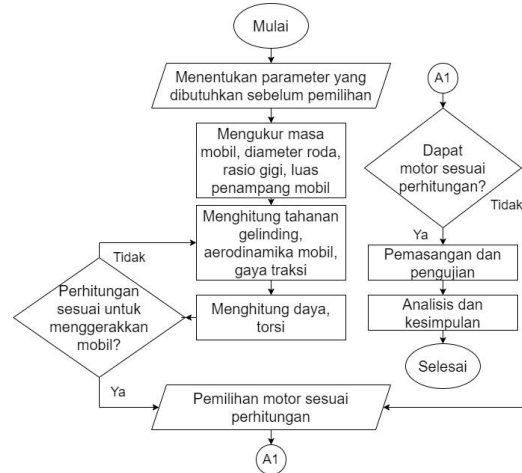 Mulai
Menentukan parameter yang
dibutuhkan sebelum pemilihan
Mengukur masa
mobil, diameter roda,
rasio gigi, luas
penampang mobil
Menghitung tahanan
gelinding,
aerodinamika mobil,
gaya traksi
Tidak
Perhitungan
sesuai untuk
menggerakkan
mobil?
Menghitung daya,
torsi
Ya
Pemilihan motor sesuai
perhitungan
A1
A1
Dapat
motor sesuai
perhitungan?
Tidak
Ya
Pemasangan dan
pengujian
Analisis dan
kesimpulan
Selesai